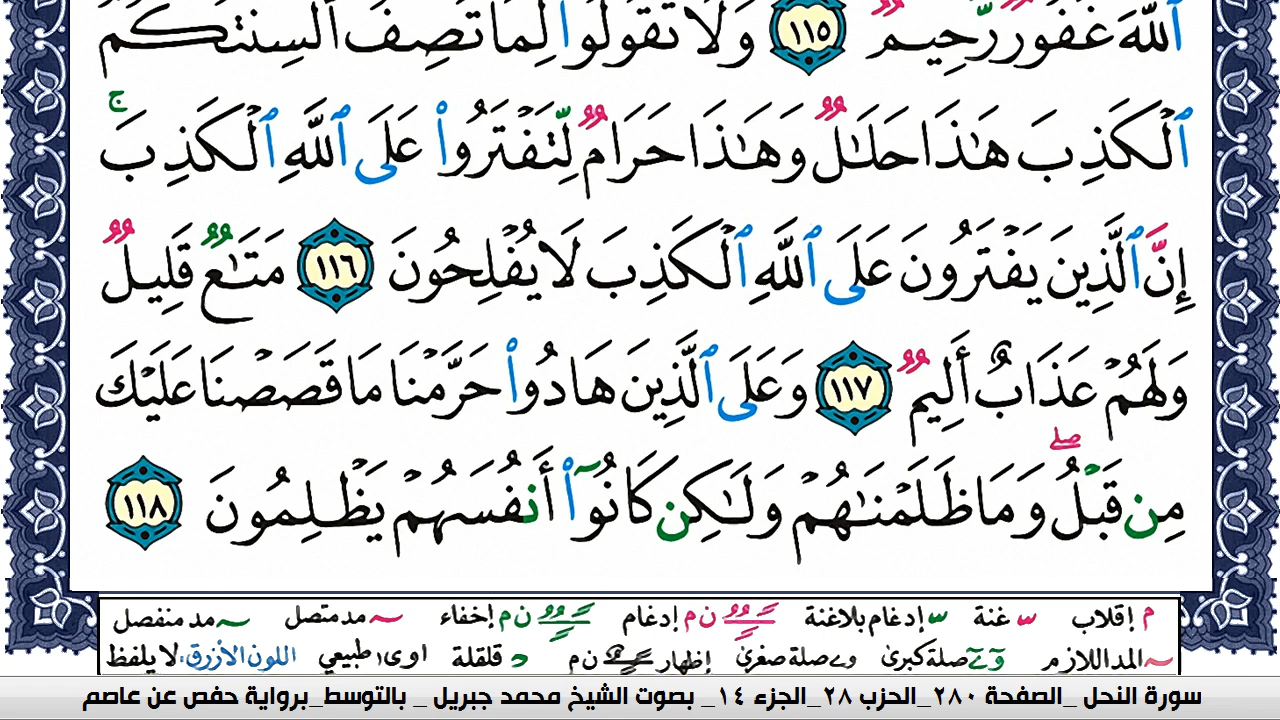 ٱللَّهَ غَفُورٌ رَّحِيمٌ ١١٥ وَلَا تَقُولُوا۟ لِمَا تَصِفُ أَلْسِنَتُكُمُ
ٱلْكَذِبَ هَـٰذَا حَلَـٰلٌ وَهَـٰذَا حَرَامٌ لِّتَفْتَرُوا۟ عَلَى ٱللَّهِ ٱلْكَذِبَ ۚ
إِنَّ ٱلَّذِينَ يَفْتَرُونَ عَلَى ٱللَّهِ ٱلْكَذِبَ لَا يُفْلِحُونَ ١١٦ مَتَـٰعٌ قَلِيلٌ
وَلَهُمْ عَذَابٌ أَلِيمٌ ١١٧ وَعَلَى ٱلَّذِينَ هَادُوا۟ حَرَّمْنَا مَا قَصَصْنَا عَلَيْكَ
مِن قَبْلُ ۖ وَمَا ظَلَمْنَـٰهُمْ وَلَـٰكِن كَانُوٓا۟ أَنفُسَهُمْ يَظْلِمُونَ ١١٨
م إقلاب س غنة س إدغام بلاغنة ن م إدغام ن م إخفاء مد متصل مد منفصل
المد اللازم صلة كبرى صلة صغرى إظهار ن م د قلقلة اوى طبيعي اللون الأزرق: لا يلفظ
سورة النحل _الصفحة ٢٨٠_الحزب ٢٨_الجزء ١٤_ بصوت الشيخ محمد جبريل _ بالتوسط_برواية حفص عن عاصم